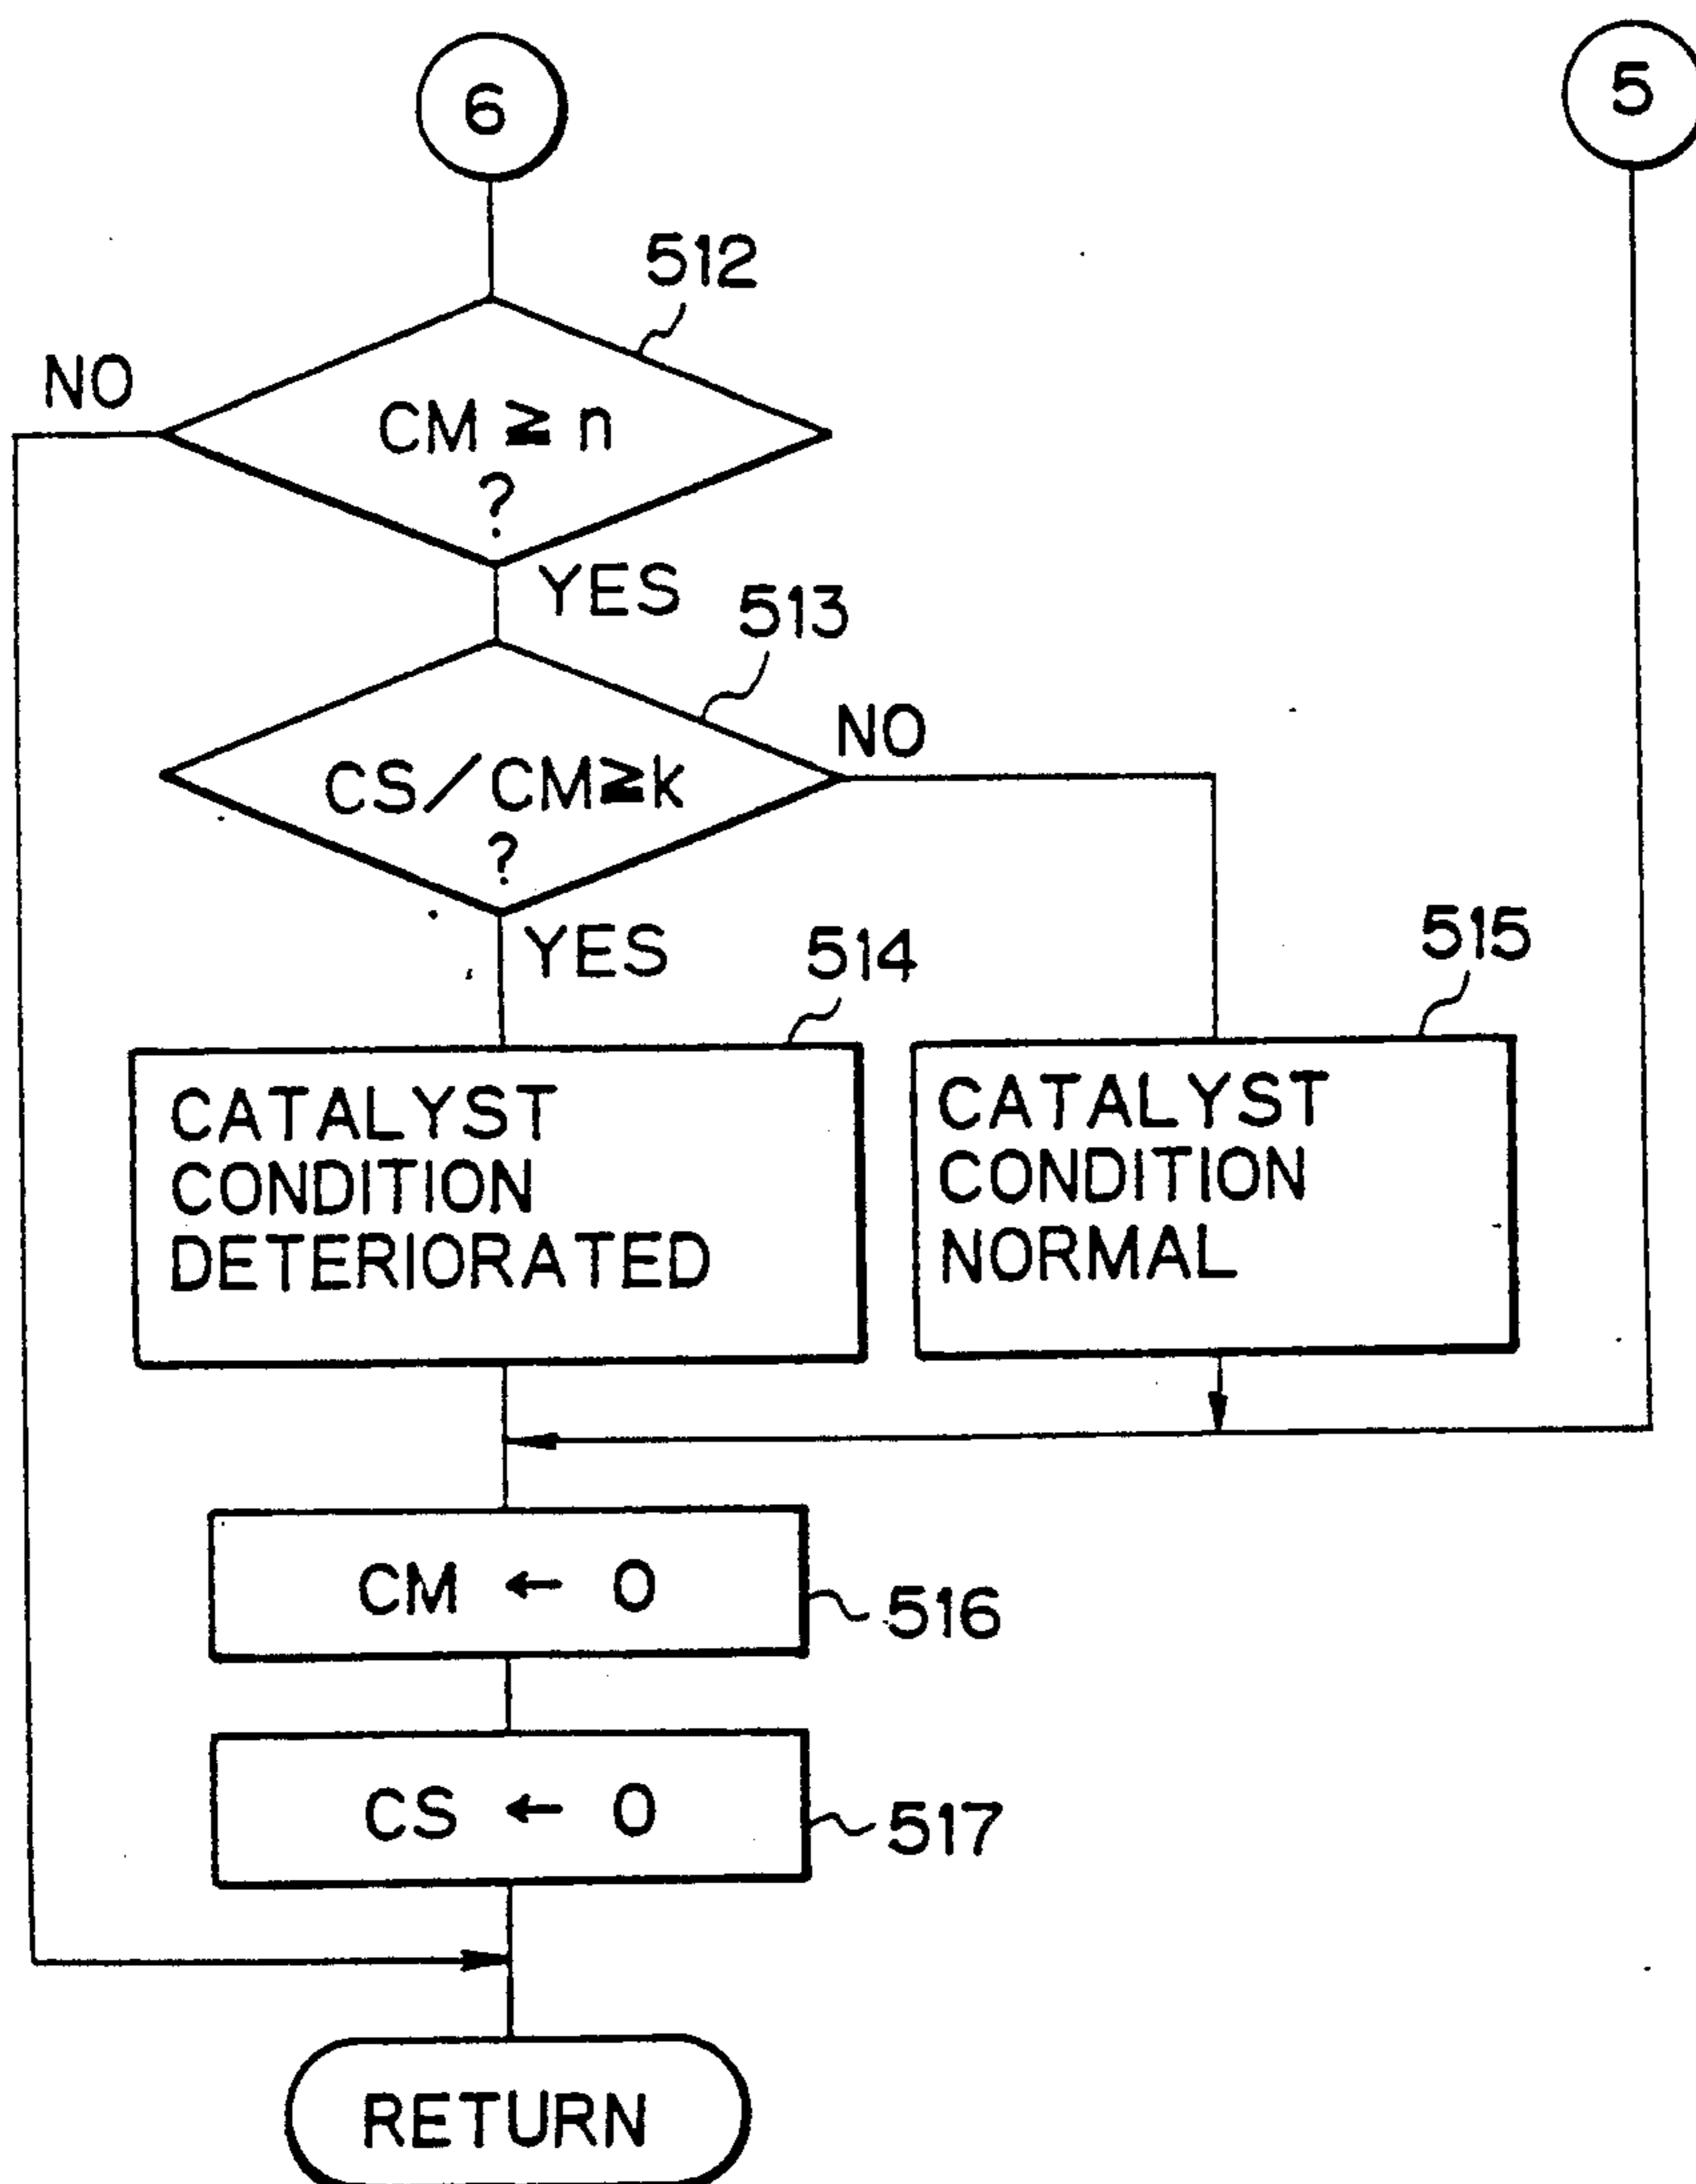 6
5
512
NO
CM ≧ n
?
YES
513
NO
CS/CM≧k
?
YES
514
515
CATALYST
CONDITION
DETERIORATED
CATALYST
CONDITION
NORMAL
CM ← 0
516
CS ← 0
517
RETURN